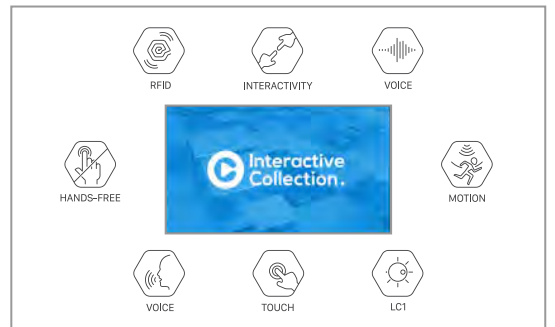 RFID
INTERACTIVITY
VOICE
Interactive
Collection.
HANDS-FREE
MOTION
VOICE
TOUCH
LC1